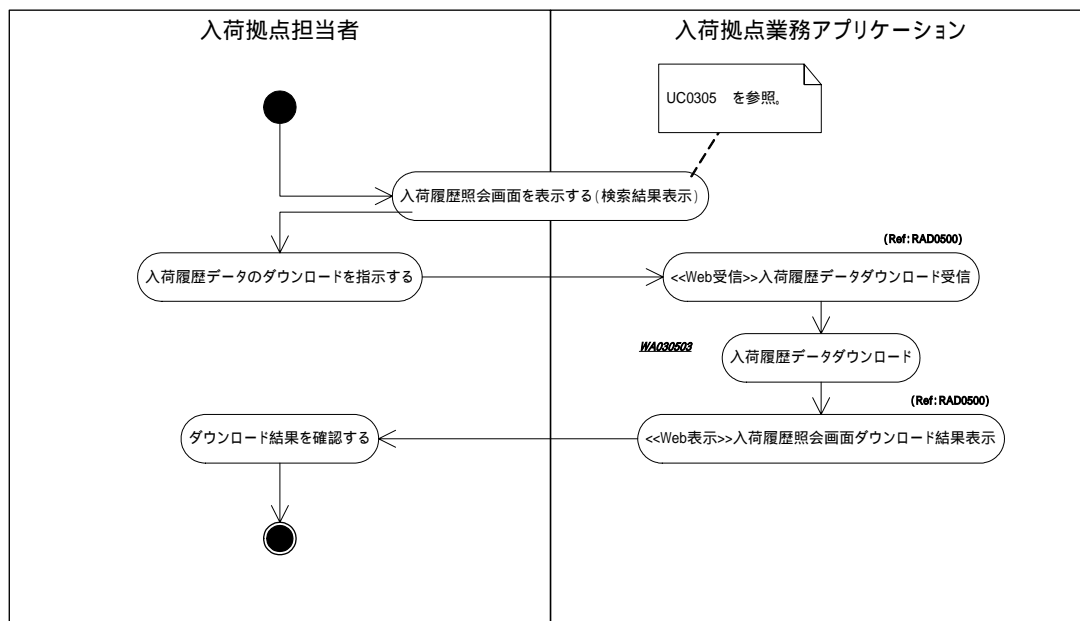 入荷拠点担当者
入荷拠点業務アプリケーション
UC0305　を参照。
入荷履歴照会画面を表示する(検索結果表示)
(Ref:RAD0500)
入荷履歴データのダウンロードを指示する
<<Web受信>>入荷履歴データダウンロード受信
WA030503
入荷履歴データダウンロード
(Ref:RAD0500)
ダウンロード結果を確認する
<<Web表示>>入荷履歴照会画面ダウンロード結果表示